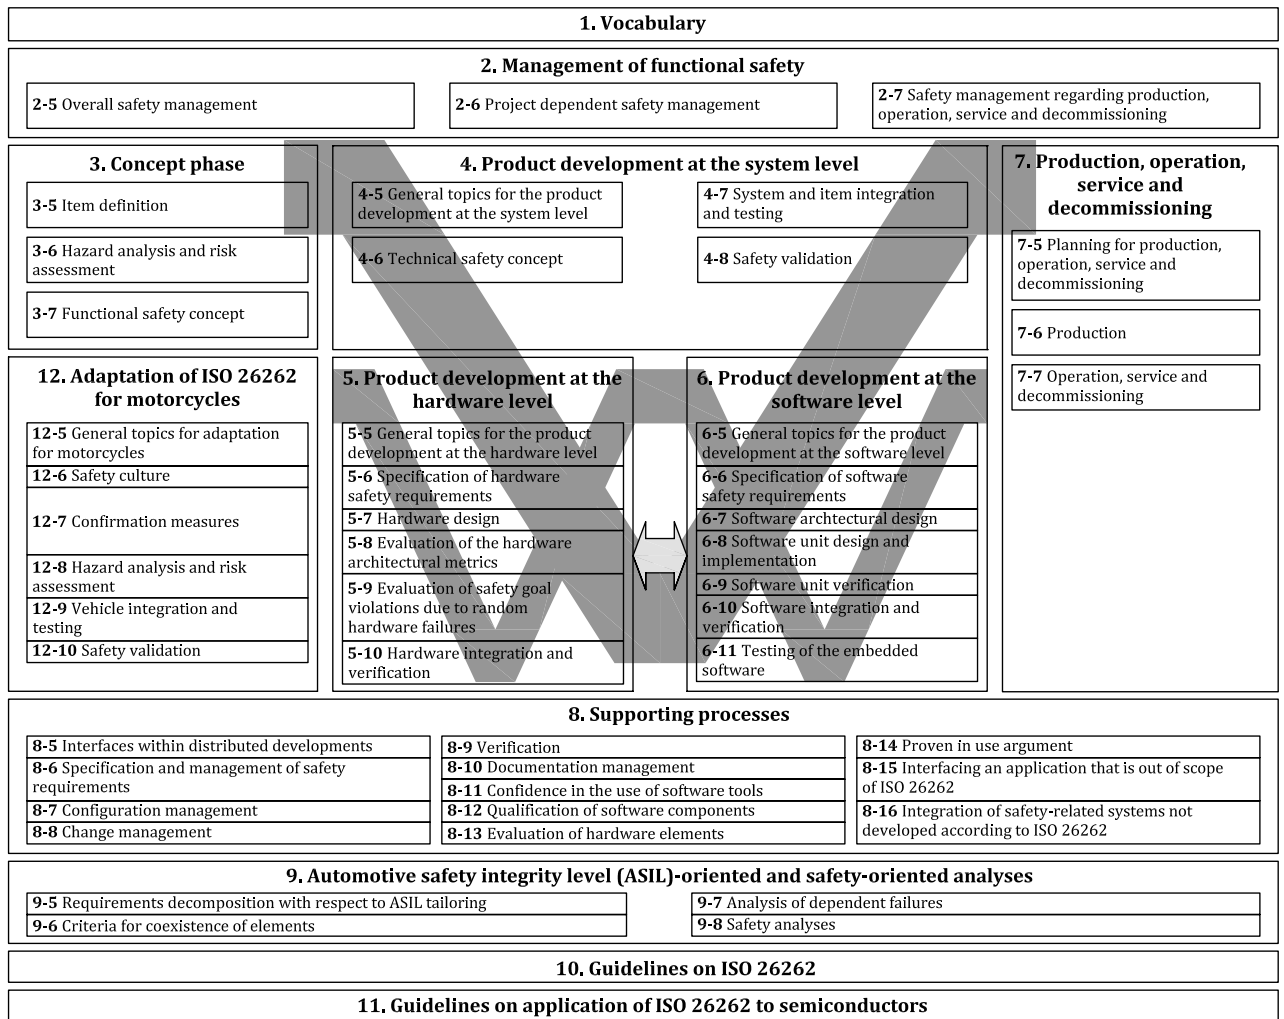 1. Vocabulary
2. Management of functional safety
2-5 Overall safety management
2-6 Project dependent safety management
2-7 Safety management regarding production,
operation, service and decommissioning
3. Concept phase
3-5 Item definition
3-6 Hazard analysis and risk
assessment
3-7 Functional safety concept
4. Product development at the system level
4-5 General topics for the product
development at the system level
4-6 Technical safety concept
4-7 System and item integration
and testing
4-8 Safety validation
7. Production, operation,
service and
decommissioning
7-5 Planning for production,
operation, service and
decommissioning
7-6 Production
7-7 Operation, service and
decommissioning
12. Adaptation of ISO 26262
for motorcycles
12-5 General topics for adaptation
for motorcycles
12-6 Safety culture
12-7 Confirmation measures
12-8 Hazard analysis and risk
assessment
12-9 Vehicle integration and
testing
12-10 Safety validation
5. Product development at the
hardware level
5-5 General topics for the product
development at the hardware level
5-6 Specification of hardware
safety requirements
5-7 Hardware design
5-8 Evaluation of the hardware
architectural metrics
5-9 Evaluation of safety goal
violations due to random
hardware failures
5-10 Hardware integration and
verification
6. Product development at the
software level
6-5 General topics for the product
development at the software level
6-6 Specification of software
safety requirements
6-7 Software archtectural design
6-8 Software unit design and
implementation
6-9 Software unit verification
6-10 Software integration and
verification
6-11 Testing of the embedded
software
8. Supporting processes
8-5 Interfaces within distributed developments
8-6 Specification and management of safety
requirements
8-7 Configuration management
8-8 Change management
8-9 Verification
8-10 Documentation management
8-11 Confidence in the use of software tools
8-12 Qualification of software components
8-13 Evaluation of hardware elements
8-14 Proven in use argument
8-15 Interfacing an application that is out of scope
of ISO 26262
8-16 Integration of safety-related systems not
developed according to ISO 26262
9. Automotive safety integrity level (ASIL)-oriented and safety-oriented analyses
9-5 Requirements decomposition with respect to ASIL tailoring
9-6 Criteria for coexistence of elements
9-7 Analysis of dependent failures
9-8 Safety analyses
10. Guidelines on ISO 26262
11. Guidelines on application of ISO 26262 to semiconductors